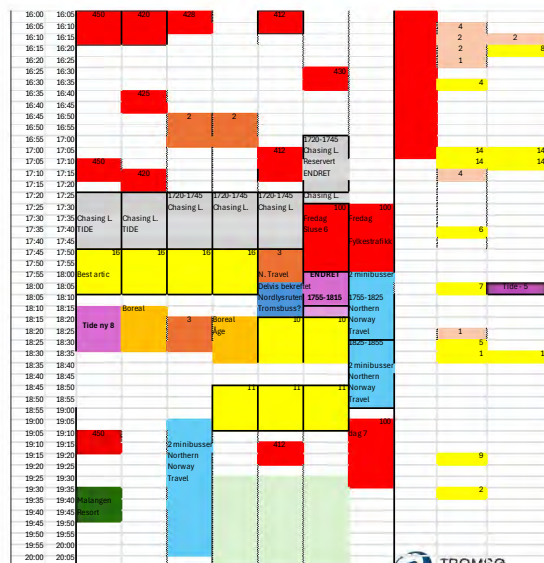 16:00 16:05 450 420 428 412
16:05 16:10 4
16:10 16:15 2 2
16:15 16:20 2 8
16:20 16:25 1
16:25 16:30 430
16:30 16:35 4
16:35 16:40 425
16:40 16:45
16:45 16:50 2 2
16:50 16:55
16:55 17:00 1720-1745
17:00 17:05 Chasing L. 412 14 14
17:05 17:10 450 Reservert 14 14
17:10 17:15 420 ENDRET 4
17:15 17:20
17:20 17:25 1720-1745 1720-1745 1720-1745 Chasing L.
17:25 17:30 Chasing L. Chasing L. Chasing L. 100 100
17:30 17:35 Chasing L. Chasing L. Fredag Fredag
17:35 17:40 TIDE TIDE Sluse 6 6
17:40 17:45 Fylkestrafikk
17:45 17:50 16 16 16 3
17:50 17:55
17:55 18:00 Best artic N. Travel ENDRET 2 minibusser
18:00 18:05 Delvis bekreftet 7 Tide - 5
18:05 18:10 Nordlysruten 1755-1815 1755-1825
18:10 18:15 Boreal Tromsbuss? Northern
18:15 18:20 Tide ny 8 3 Boreal 10 10 Norway
18:20 18:25 Åge Travel 1
18:25 18:30 1825-1855 5
18:30 18:35 1 1
18:35 18:40 2 minibusser
18:40 18:45 Northern
18:45 18:50 11 11 11 Norway
18:50 18:55 Travel
18:55 19:00
19:00 19:05 100
19:05 19:10 450
19:10 19:15 2 minibusser 412
19:15 19:20 Northern 9
19:20 19:25 Norway
19:25 19:30 Travel
19:30 19:35 2
19:35 19:40 Malangen
19:40 19:45 Resort
19:45 19:50
19:50 19:55
19:55 20:00
20:00 20:05
TROMSØ